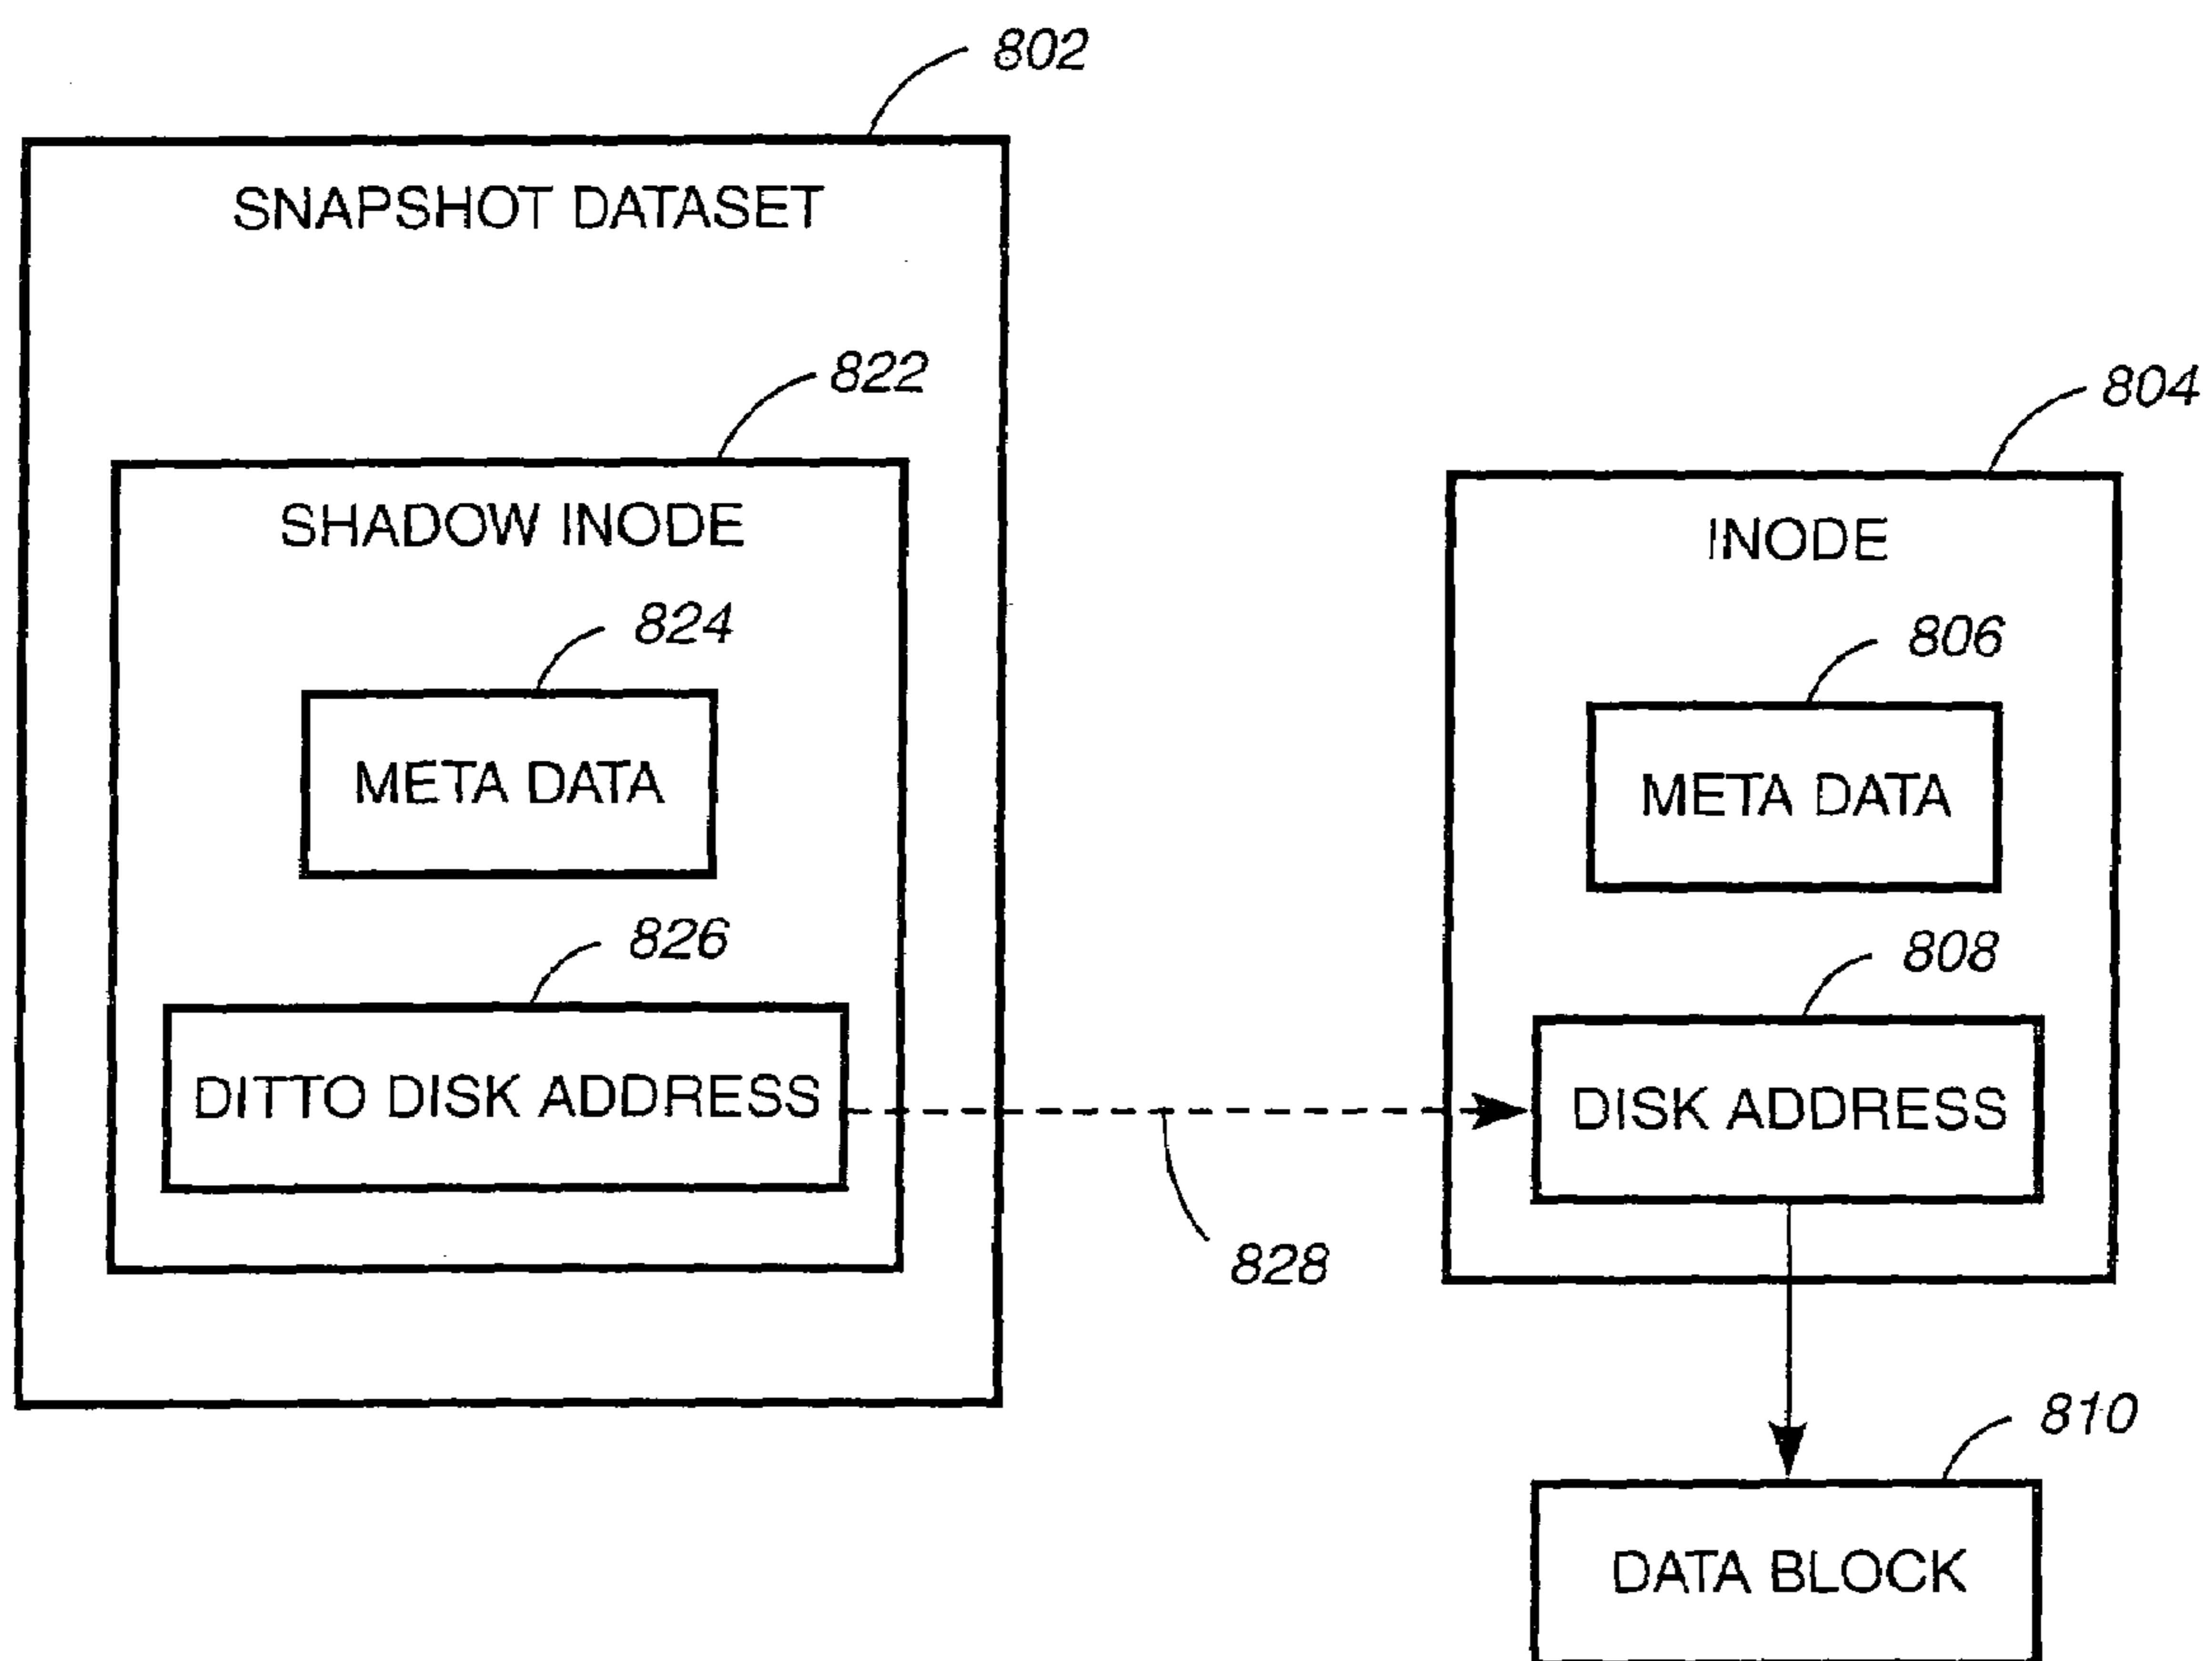 802
SNAPSHOT DATASET
822
SHADOW INODE
824
META DATA
826
DITTO DISK ADDRESS
828
804
INODE
806
META DATA
808
DISK ADDRESS
810
DATA BLOCK